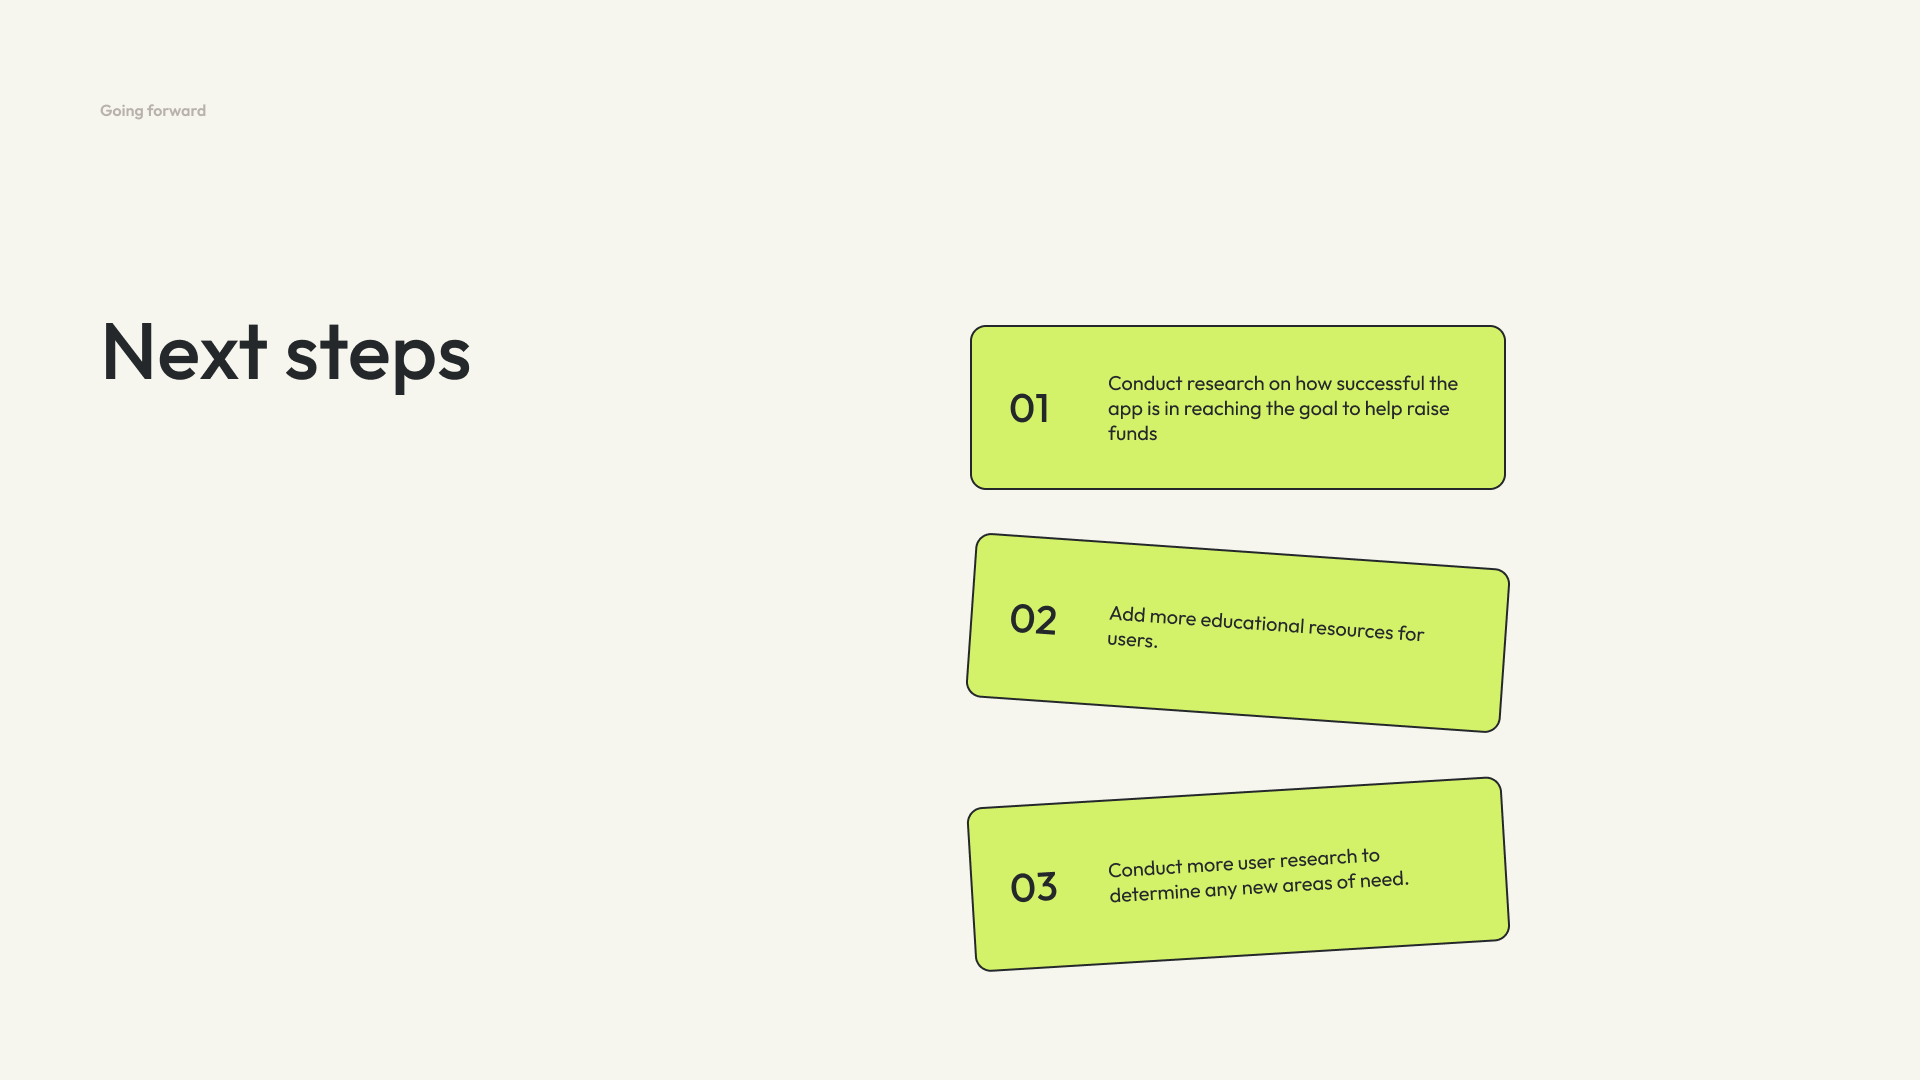 Going forward
Next steps
01
Conduct research on how successful the
app is in reaching the goal to help raise
funds
02
Add more educational resources for
users.
03
Conduct more user research to
determine any new areas of need.